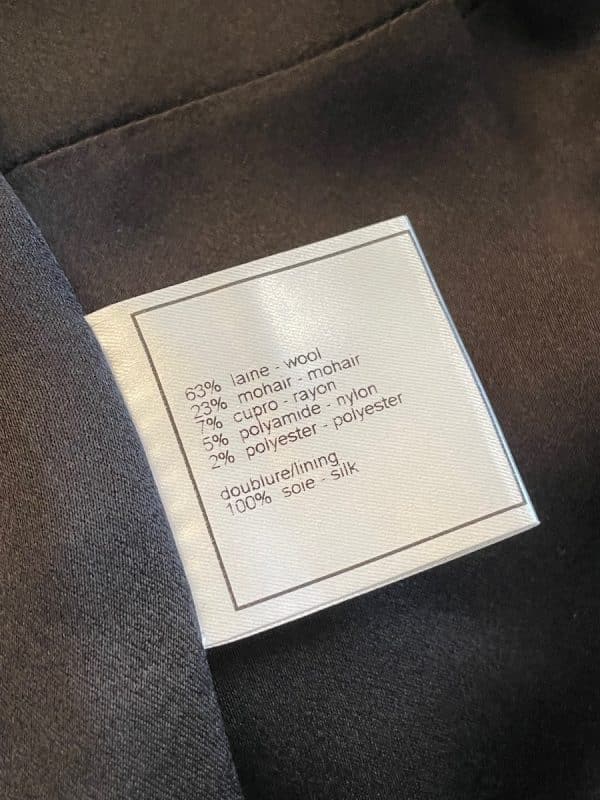 63% laine - wool
23% mohair - mohair
7% cupro - rayon
5% polyamide - nylon
2% polyester - polyester
doublure/lining
100% soie - silk